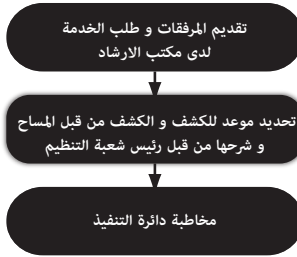 تقديم المرفقات و طلب الخدمة
لدى مكتب الارشاد
تحديد موعد للكشف و الكشف من قبل المساح
و شرحها من قبل رئيس شعبة التنظيم
مخاطبة دائرة التنفيذ